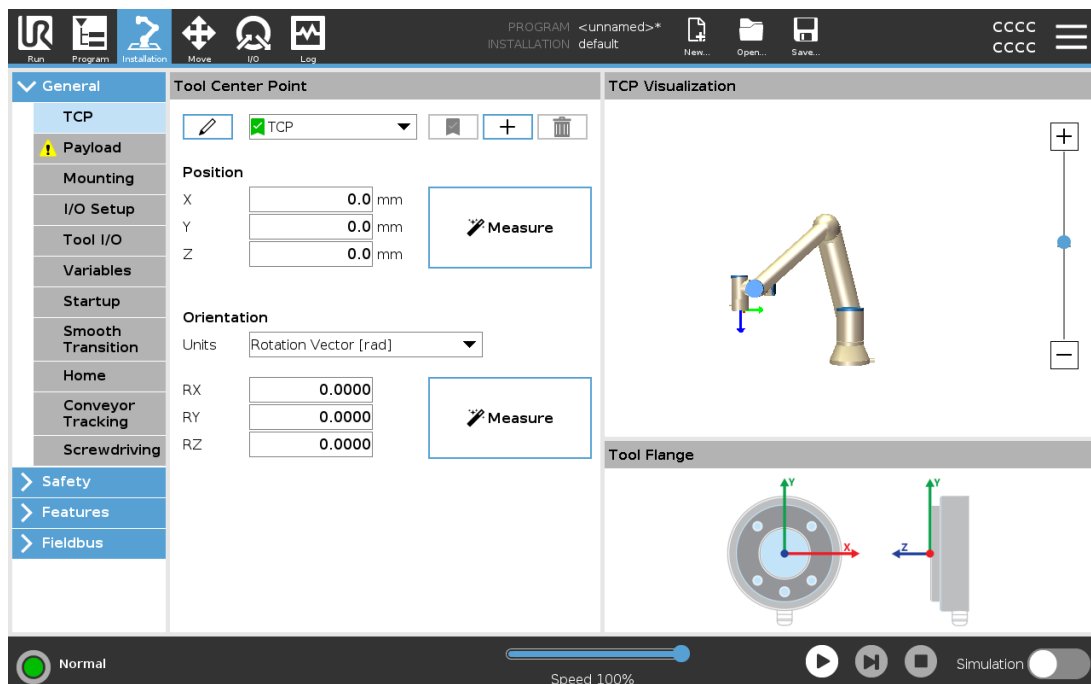 PROGRAM <unnamed>*
INSTALLATION default
CCCC
CCCC
Run
Program
Installation
Move
I/O
Log
New...
Open...
Save...
General
TCP
Payload
Mounting
I/O Setup
Tool I/O
Variables
Startup
Smooth
Transition
Home
Conveyor
Tracking
Screwdriving
Safety
Features
Fieldbus
Tool Center Point
TCP
Position
X 0.0 mm
Y 0.0 mm
Z 0.0 mm
Measure
Orientation
Units Rotation Vector [rad]
RX 0.0000
RY 0.0000
RZ 0.0000
Measure
TCP Visualization
Tool Flange
Y
X
Y
Z
Normal
Speed 100%
Simulation